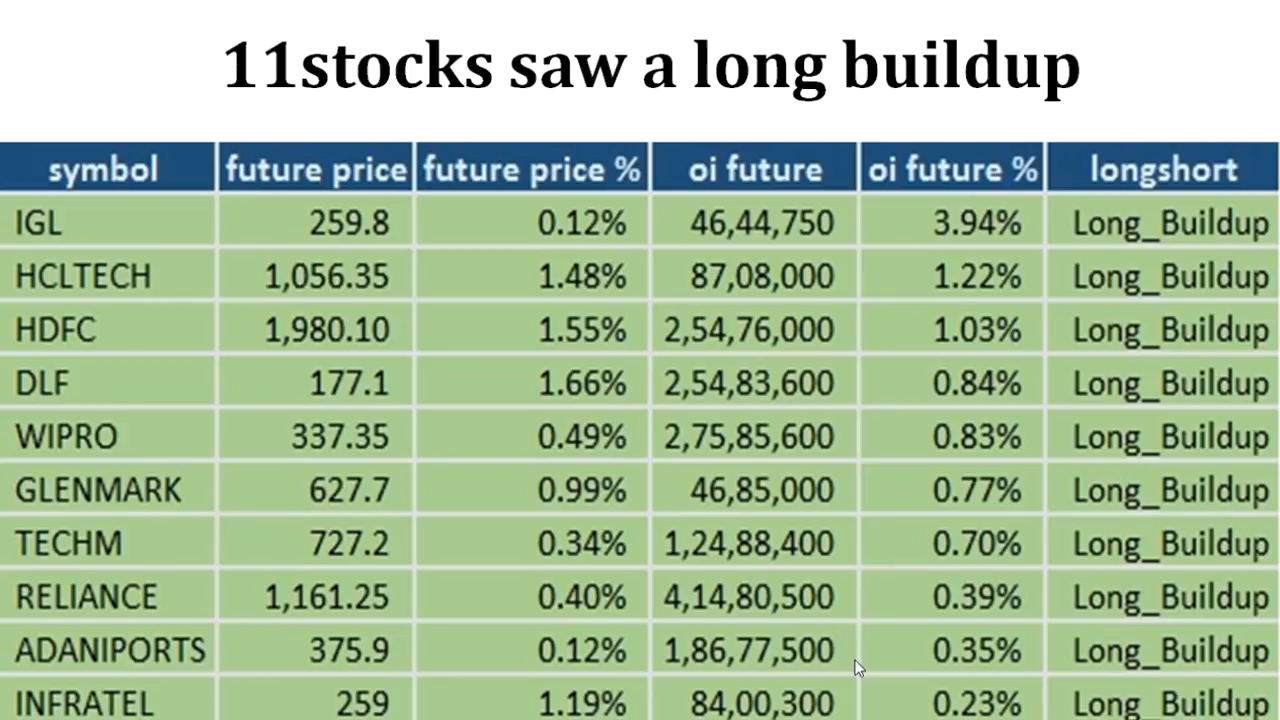 11stocks saw a long buildup
symbol future price future price % oi future oi future % longshort
IGL 259.8 0.12% 46,44,750 3.94% Long_Buildup
HCLTECH 1,056.35 1.48% 87,08,000 1.22% Long_Buildup
HDFC 1,980.10 1.55% 2,54,76,000 1.03% Long_Buildup
DLF 177.1 1.66% 2,54,83,600 0.84% Long_Buildup
WIPRO 337.35 0.49% 2,75,85,600 0.83% Long_Buildup
GLENMARK 627.7 0.99% 46,85,000 0.77% Long_Buildup
TECHM 727.2 0.34% 1,24,88,400 0.70% Long_Buildup
RELIANCE 1,161.25 0.40% 4,14,80,500 0.39% Long_Buildup
ADANIPORTS 375.9 0.12% 1,86,77,500 0.35% Long_Buildup
INFRATEL 259 1.19% 84,00,300 0.23% Long_Buildup